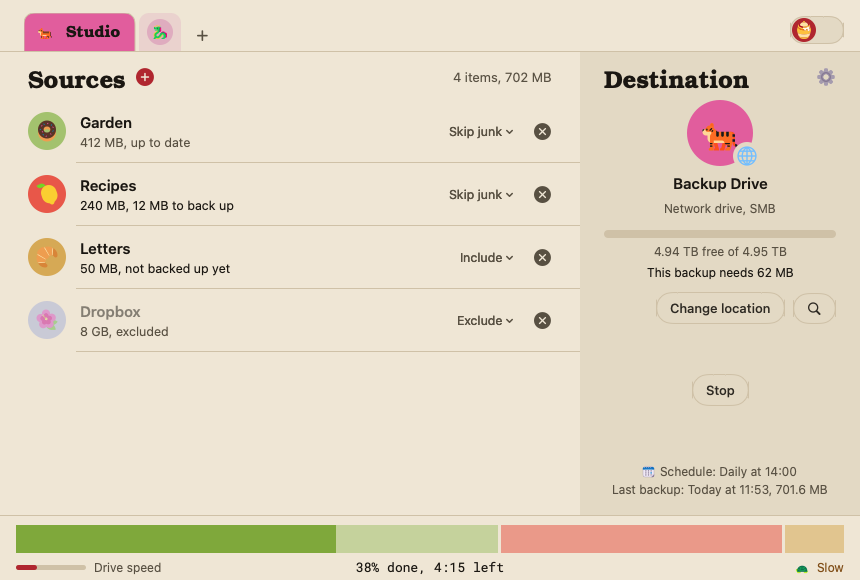 Studio
+
Sources
4 items, 702 MB
Garden
412 MB, up to date
Skip junk
Recipes
240 MB, 12 MB to back up
Skip junk
Letters
50 MB, not backed up yet
Include
Dropbox
8 GB, excluded
Exclude
Destination
Backup Drive
Network drive, SMB
4.94 TB free of 4.95 TB
This backup needs 62 MB
Change location
Stop
Schedule: Daily at 14:00
Last backup: Today at 11:53, 701.6 MB
Drive speed
38% done, 4:15 left
Slow